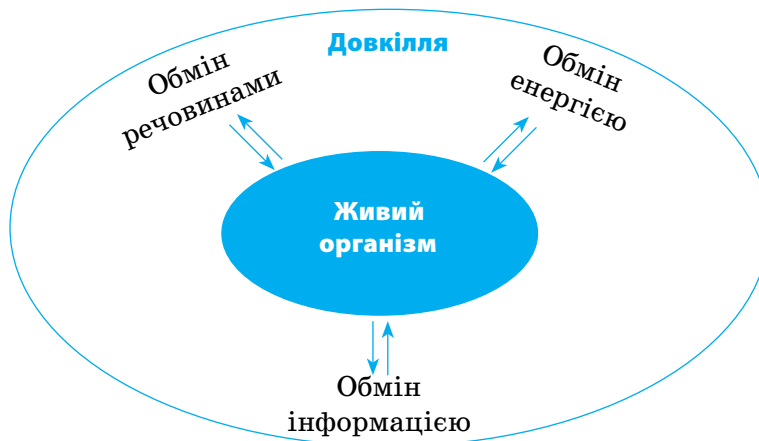 Довкілля
Обмін
речовинами
Обмін
енергією
Живий
організм
Обмін
інформацією